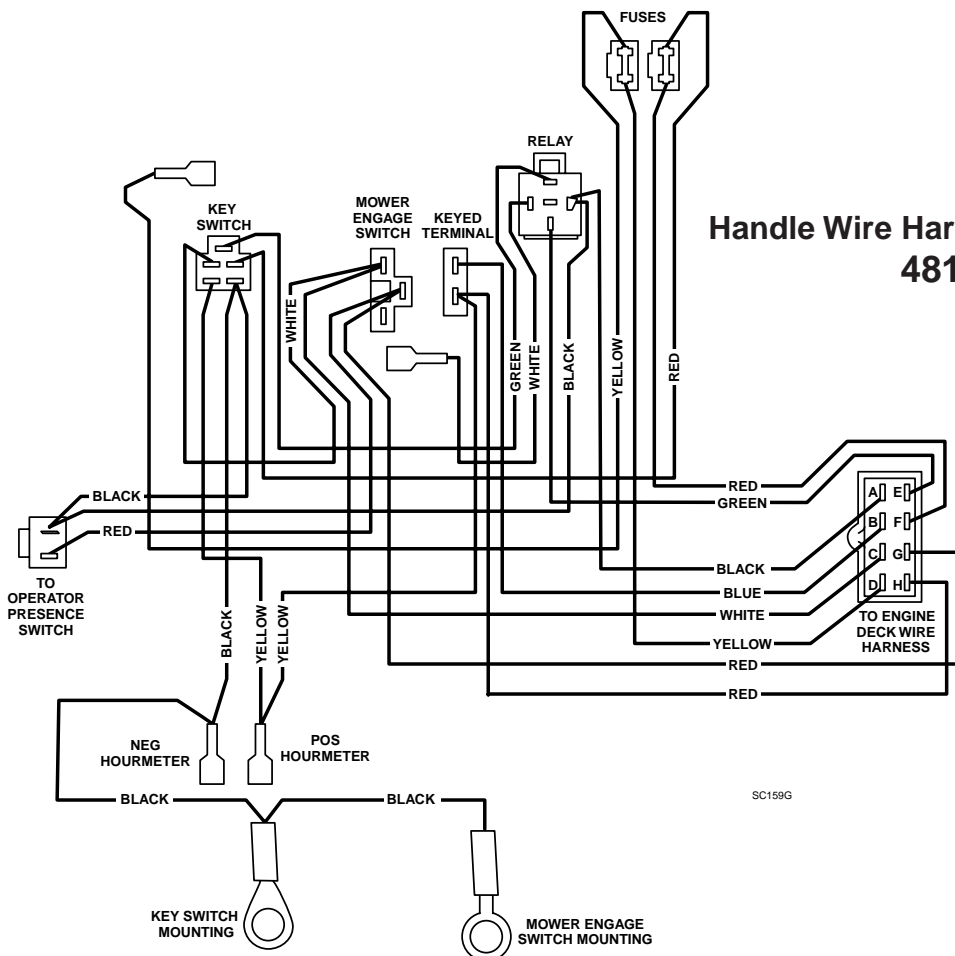 FUSES
RELAY
KEY
SWITCH
MOWER
ENGAGE
SWITCH
KEYED
TERMINAL
Handle Wire Har
481
WHITE
GREEN
WHITE
BLACK
YELLOW
RED
BLACK
RED
TO
OPERATOR
PRESENCE
SWITCH
RED
GREEN
BLACK
BLUE
WHITE
YELLOW
RED
RED
A E
B F
C G
D H
TO ENGINE
DECK WIRE
HARNESS
BLACK
YELLOW
YELLOW
NEG
HOURMETER
POS
HOURMETER
BLACK
BLACK
SC159G
KEY SWITCH
MOUNTING
MOWER ENGAGE
SWITCH MOUNTING